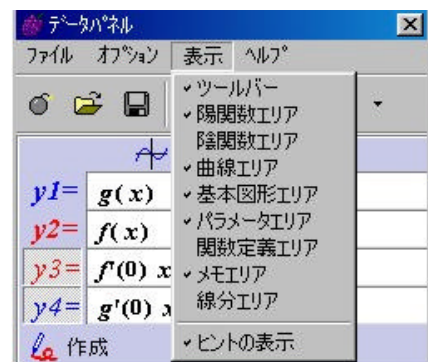 データパネル
ファイル オプション 表示 ヘルプ
ツールバー
陽関数エリア
陰関数エリア
曲線エリア
基本図形エリア
パラメータエリア
関数定義エリア
メモエリア
線分エリア
ヒントの表示
y1= g(x)
y2= f(x)
y3= f'(0) x
y4= g'(0) x
作成